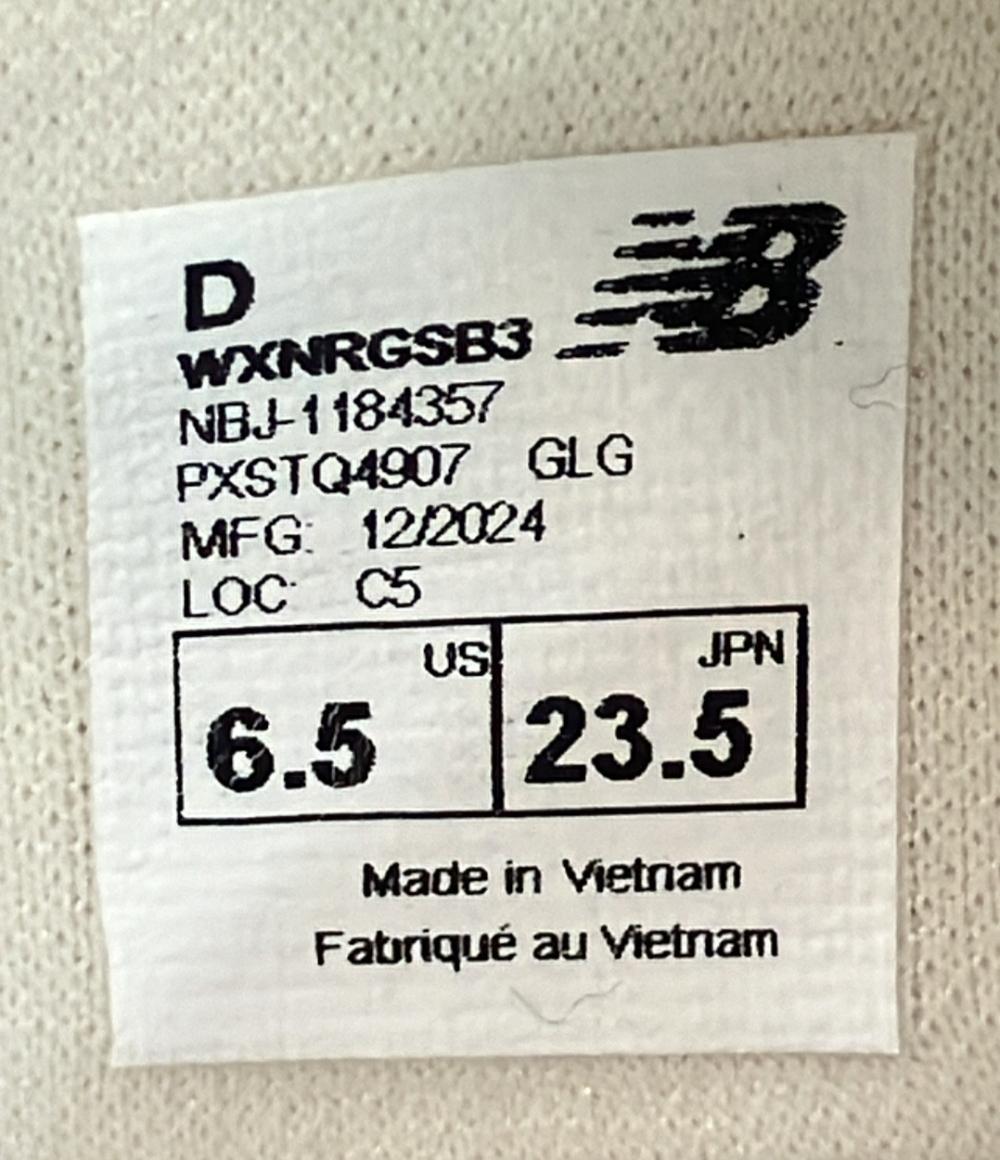 D
NB
WXNRGSB3
NBJ-1184357
PXSTQ4907 GLG
MFG: 12/2024
LOC: C5
US JPN
6.5 23.5
Made in Vietnam
Fabriqué au Vietnam